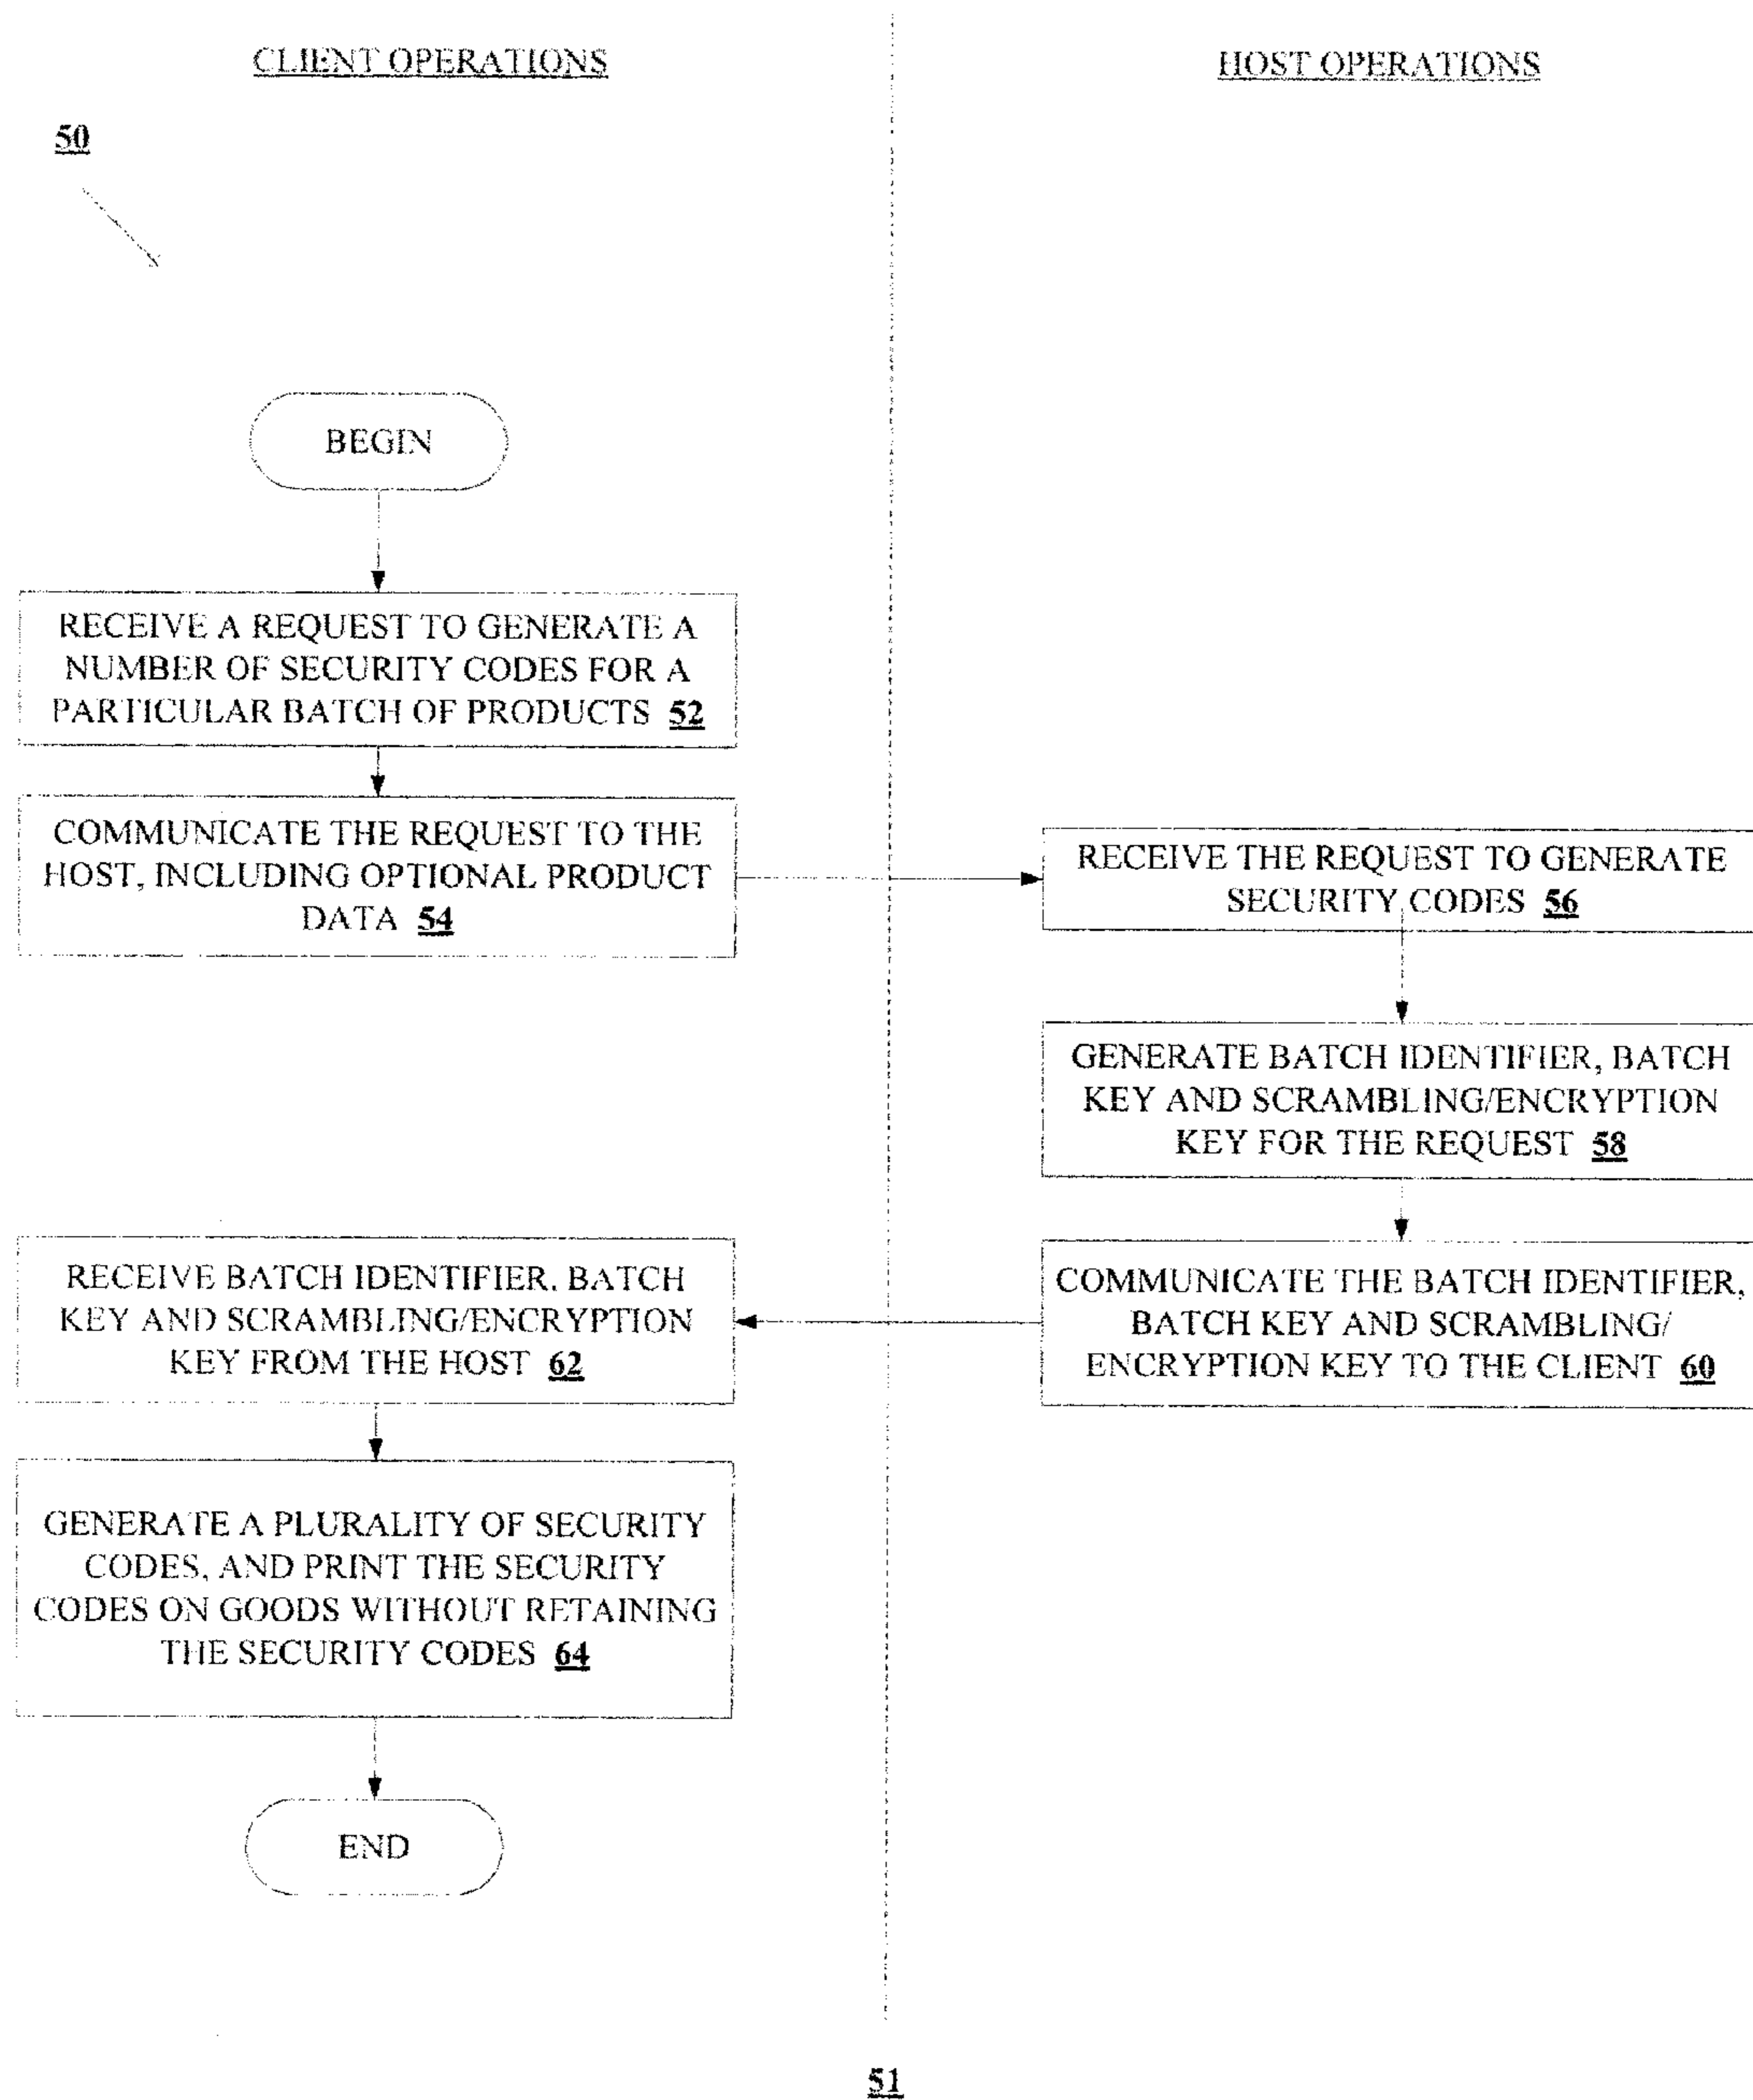 CLIENT OPERATIONS
HOST OPERATIONS
50
BEGIN
RECEIVE A REQUEST TO GENERATE A
NUMBER OF SECURITY CODES FOR A
PARTICULAR BATCH OF PRODUCTS 52
COMMUNICATE THE REQUEST TO THE
HOST, INCLUDING OPTIONAL PRODUCT
DATA 54
RECEIVE THE REQUEST TO GENERATE
SECURITY CODES 56
GENERATE BATCH IDENTIFIER, BATCH
KEY AND SCRAMBLING/ENCRYPTION
KEY FOR THE REQUEST 58
COMMUNICATE THE BATCH IDENTIFIER,
BATCH KEY AND SCRAMBLING/
ENCRYPTION KEY TO THE CLIENT 60
RECEIVE BATCH IDENTIFIER, BATCH
KEY AND SCRAMBLING/ENCRYPTION
KEY FROM THE HOST 62
GENERATE A PLURALITY OF SECURITY
CODES, AND PRINT THE SECURITY
CODES ON GOODS WITHOUT RETAINING
THE SECURITY CODES 64
END
51